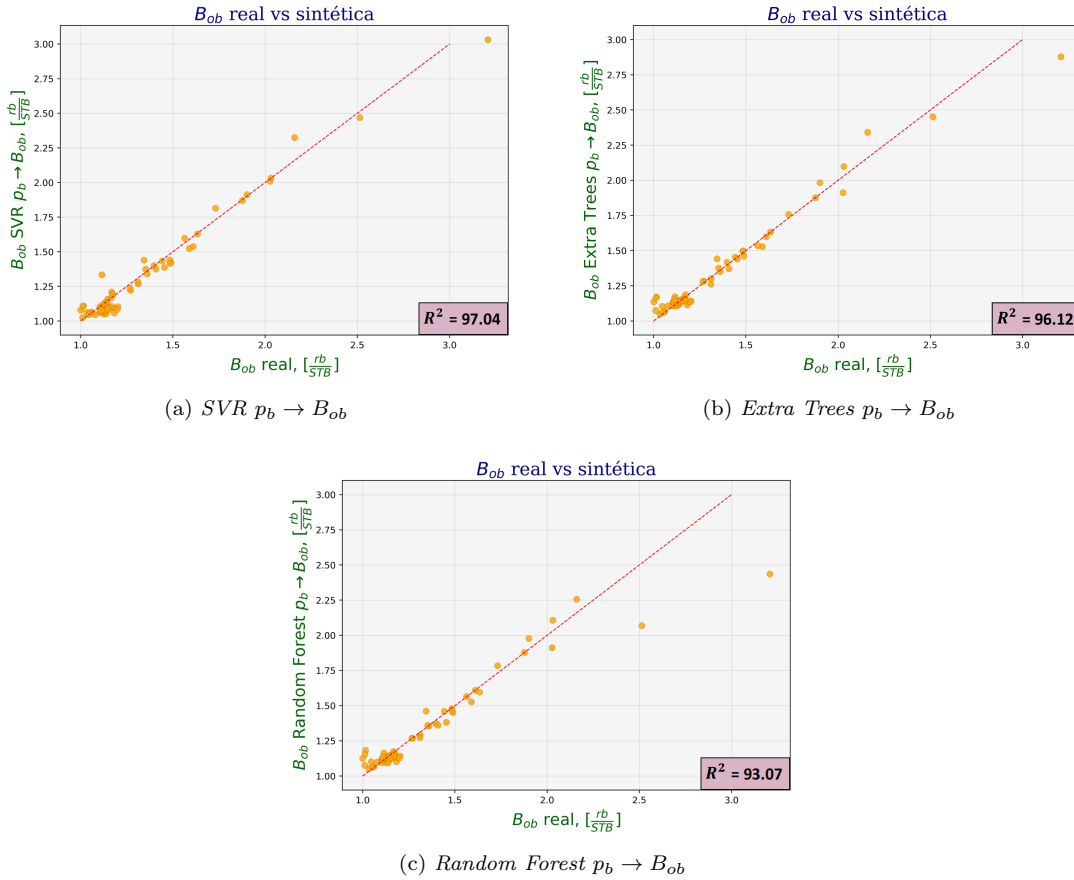 B_ob real vs sintética
B_ob SVR p_b → B_ob, [rb/STB]
3.00
2.75
2.50
2.25
2.00
1.75
1.50
1.25
1.00
R² = 97.04
1.0 1.5 2.0 2.5 3.0
B_ob real, [rb/STB]
(a) SVR p_b → B_ob
B_ob real vs sintética
B_ob Extra Trees p_b → B_ob, [rb/STB]
3.00
2.75
2.50
2.25
2.00
1.75
1.50
1.25
1.00
R² = 96.12
1.0 1.5 2.0 2.5 3.0
B_ob real, [rb/STB]
(b) Extra Trees p_b → B_ob
B_ob real vs sintética
B_ob Random Forest p_b → B_ob, [rb/STB]
3.00
2.75
2.50
2.25
2.00
1.75
1.50
1.25
1.00
R² = 93.07
1.0 1.5 2.0 2.5 3.0
B_ob real, [rb/STB]
(c) Random Forest p_b → B_ob